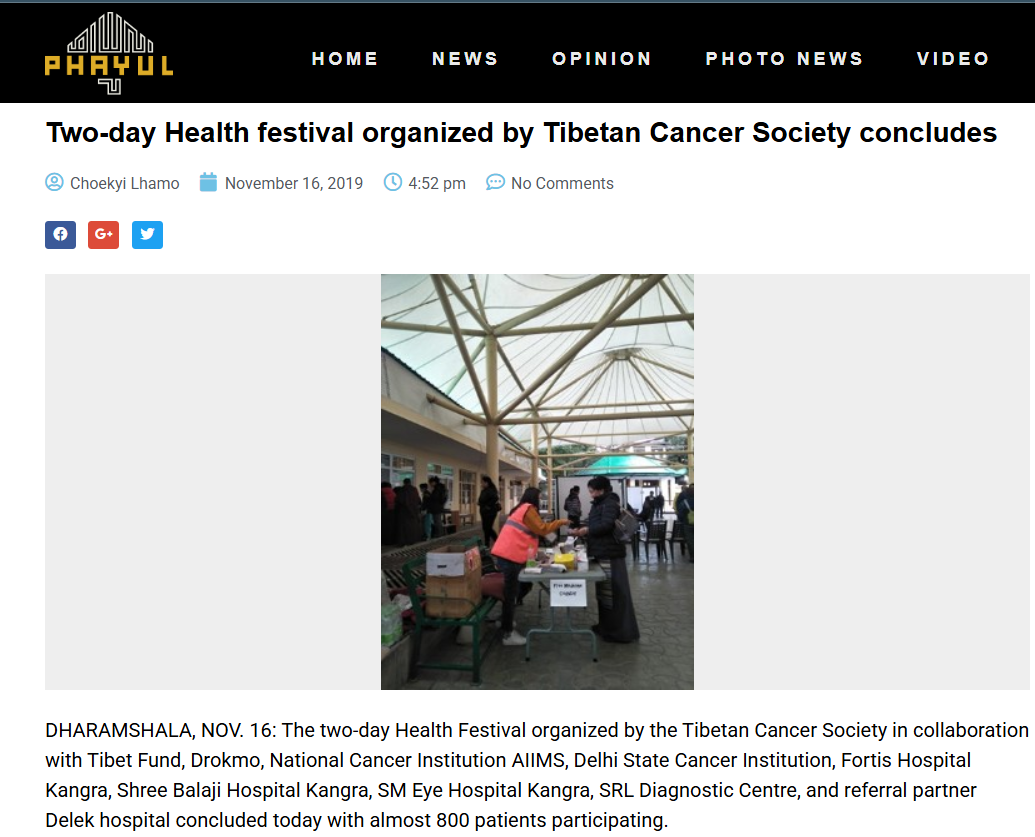 PHAYUL
HOME NEWS OPINION PHOTO NEWS VIDEO
Two-day Health festival organized by Tibetan Cancer Society concludes
Choekyi Lhamo November 16, 2019 4:52 pm No Comments
G+
DHARAMSHALA, NOV. 16: The two-day Health Festival organized by the Tibetan Cancer Society in collaboration
with Tibet Fund, Drokmo, National Cancer Institution AIIMS, Delhi State Cancer Institution, Fortis Hospital
Kangra, Shree Balaji Hospital Kangra, SM Eye Hospital Kangra, SRL Diagnostic Centre, and referral partner
Delek hospital concluded today with almost 800 patients participating.